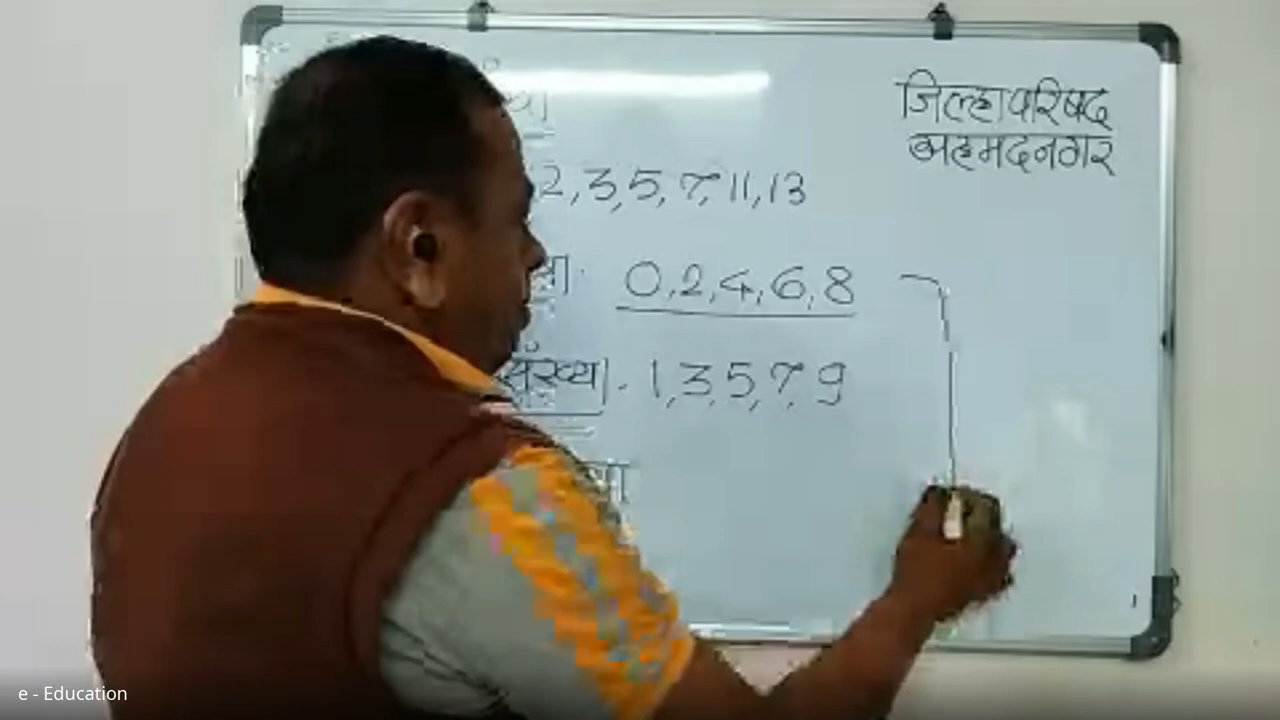 जिल्हा परिषद
अहमदनगर
2, 3, 5, 7, 11, 13
0, 2, 4, 6, 8
संख्या. 1, 3, 5, 7, 9
e - Education